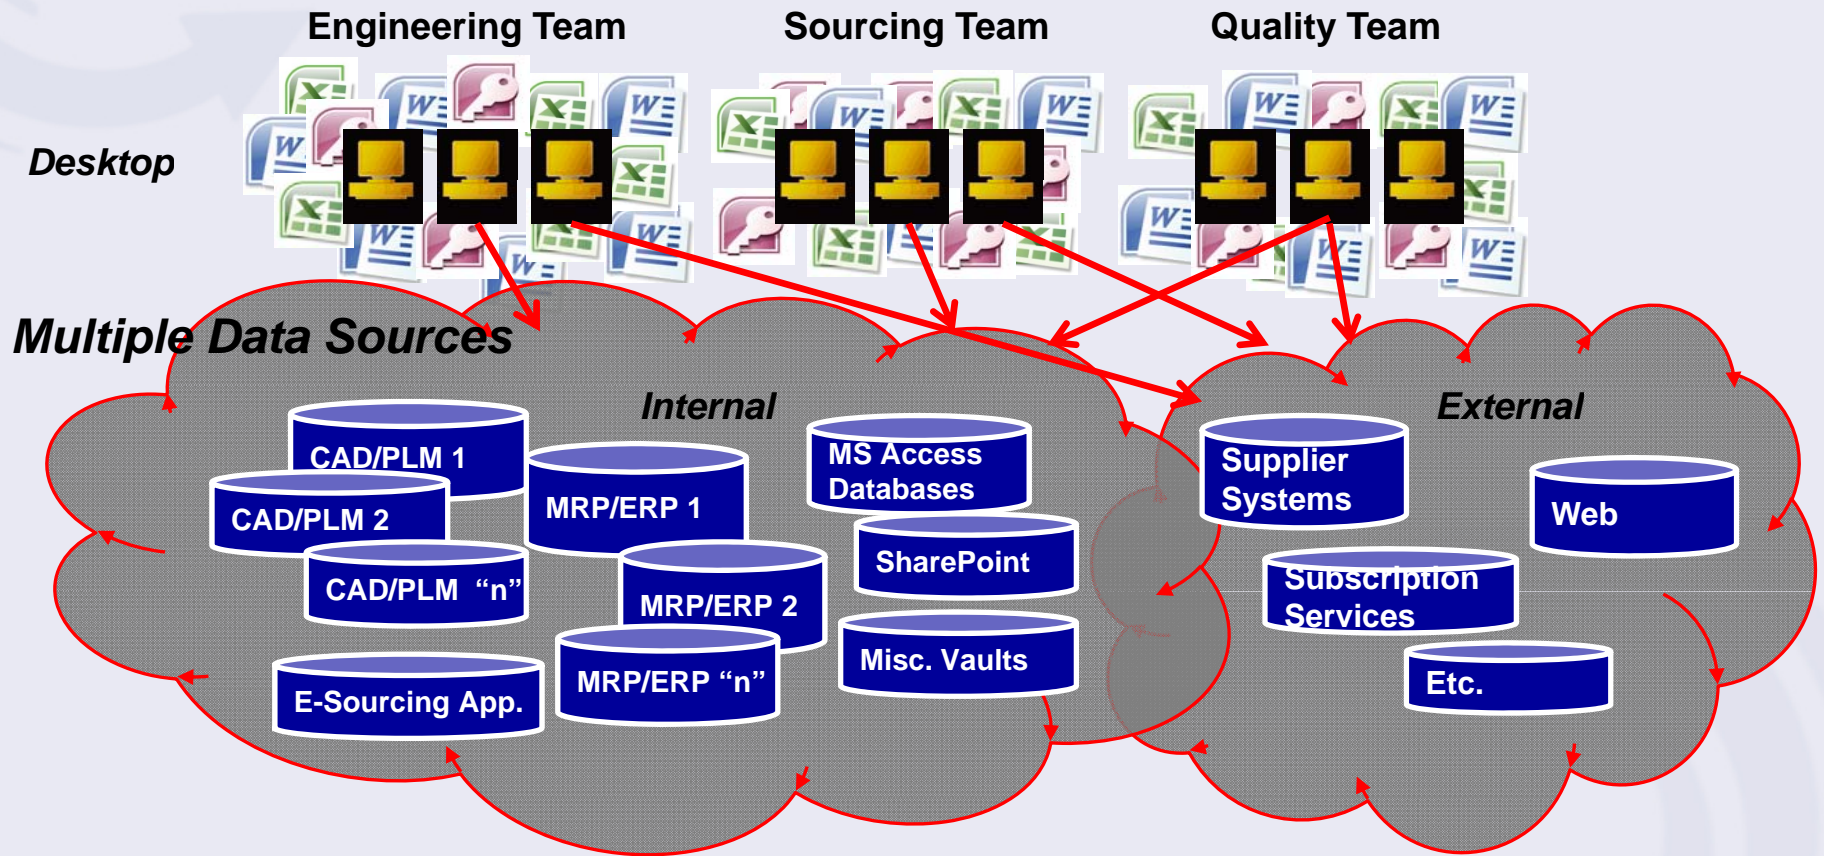 Engineering Team
Sourcing Team
Quality Team
Desktop
Multiple Data Sources
Internal
External
CAD/PLM 1
CAD/PLM 2
CAD/PLM “n”
E-Sourcing App.
MRP/ERP 1
MRP/ERP 2
MRP/ERP “n”
MS Access
Databases
SharePoint
Misc. Vaults
Supplier
Systems
Web
Subscription
Services
Etc.